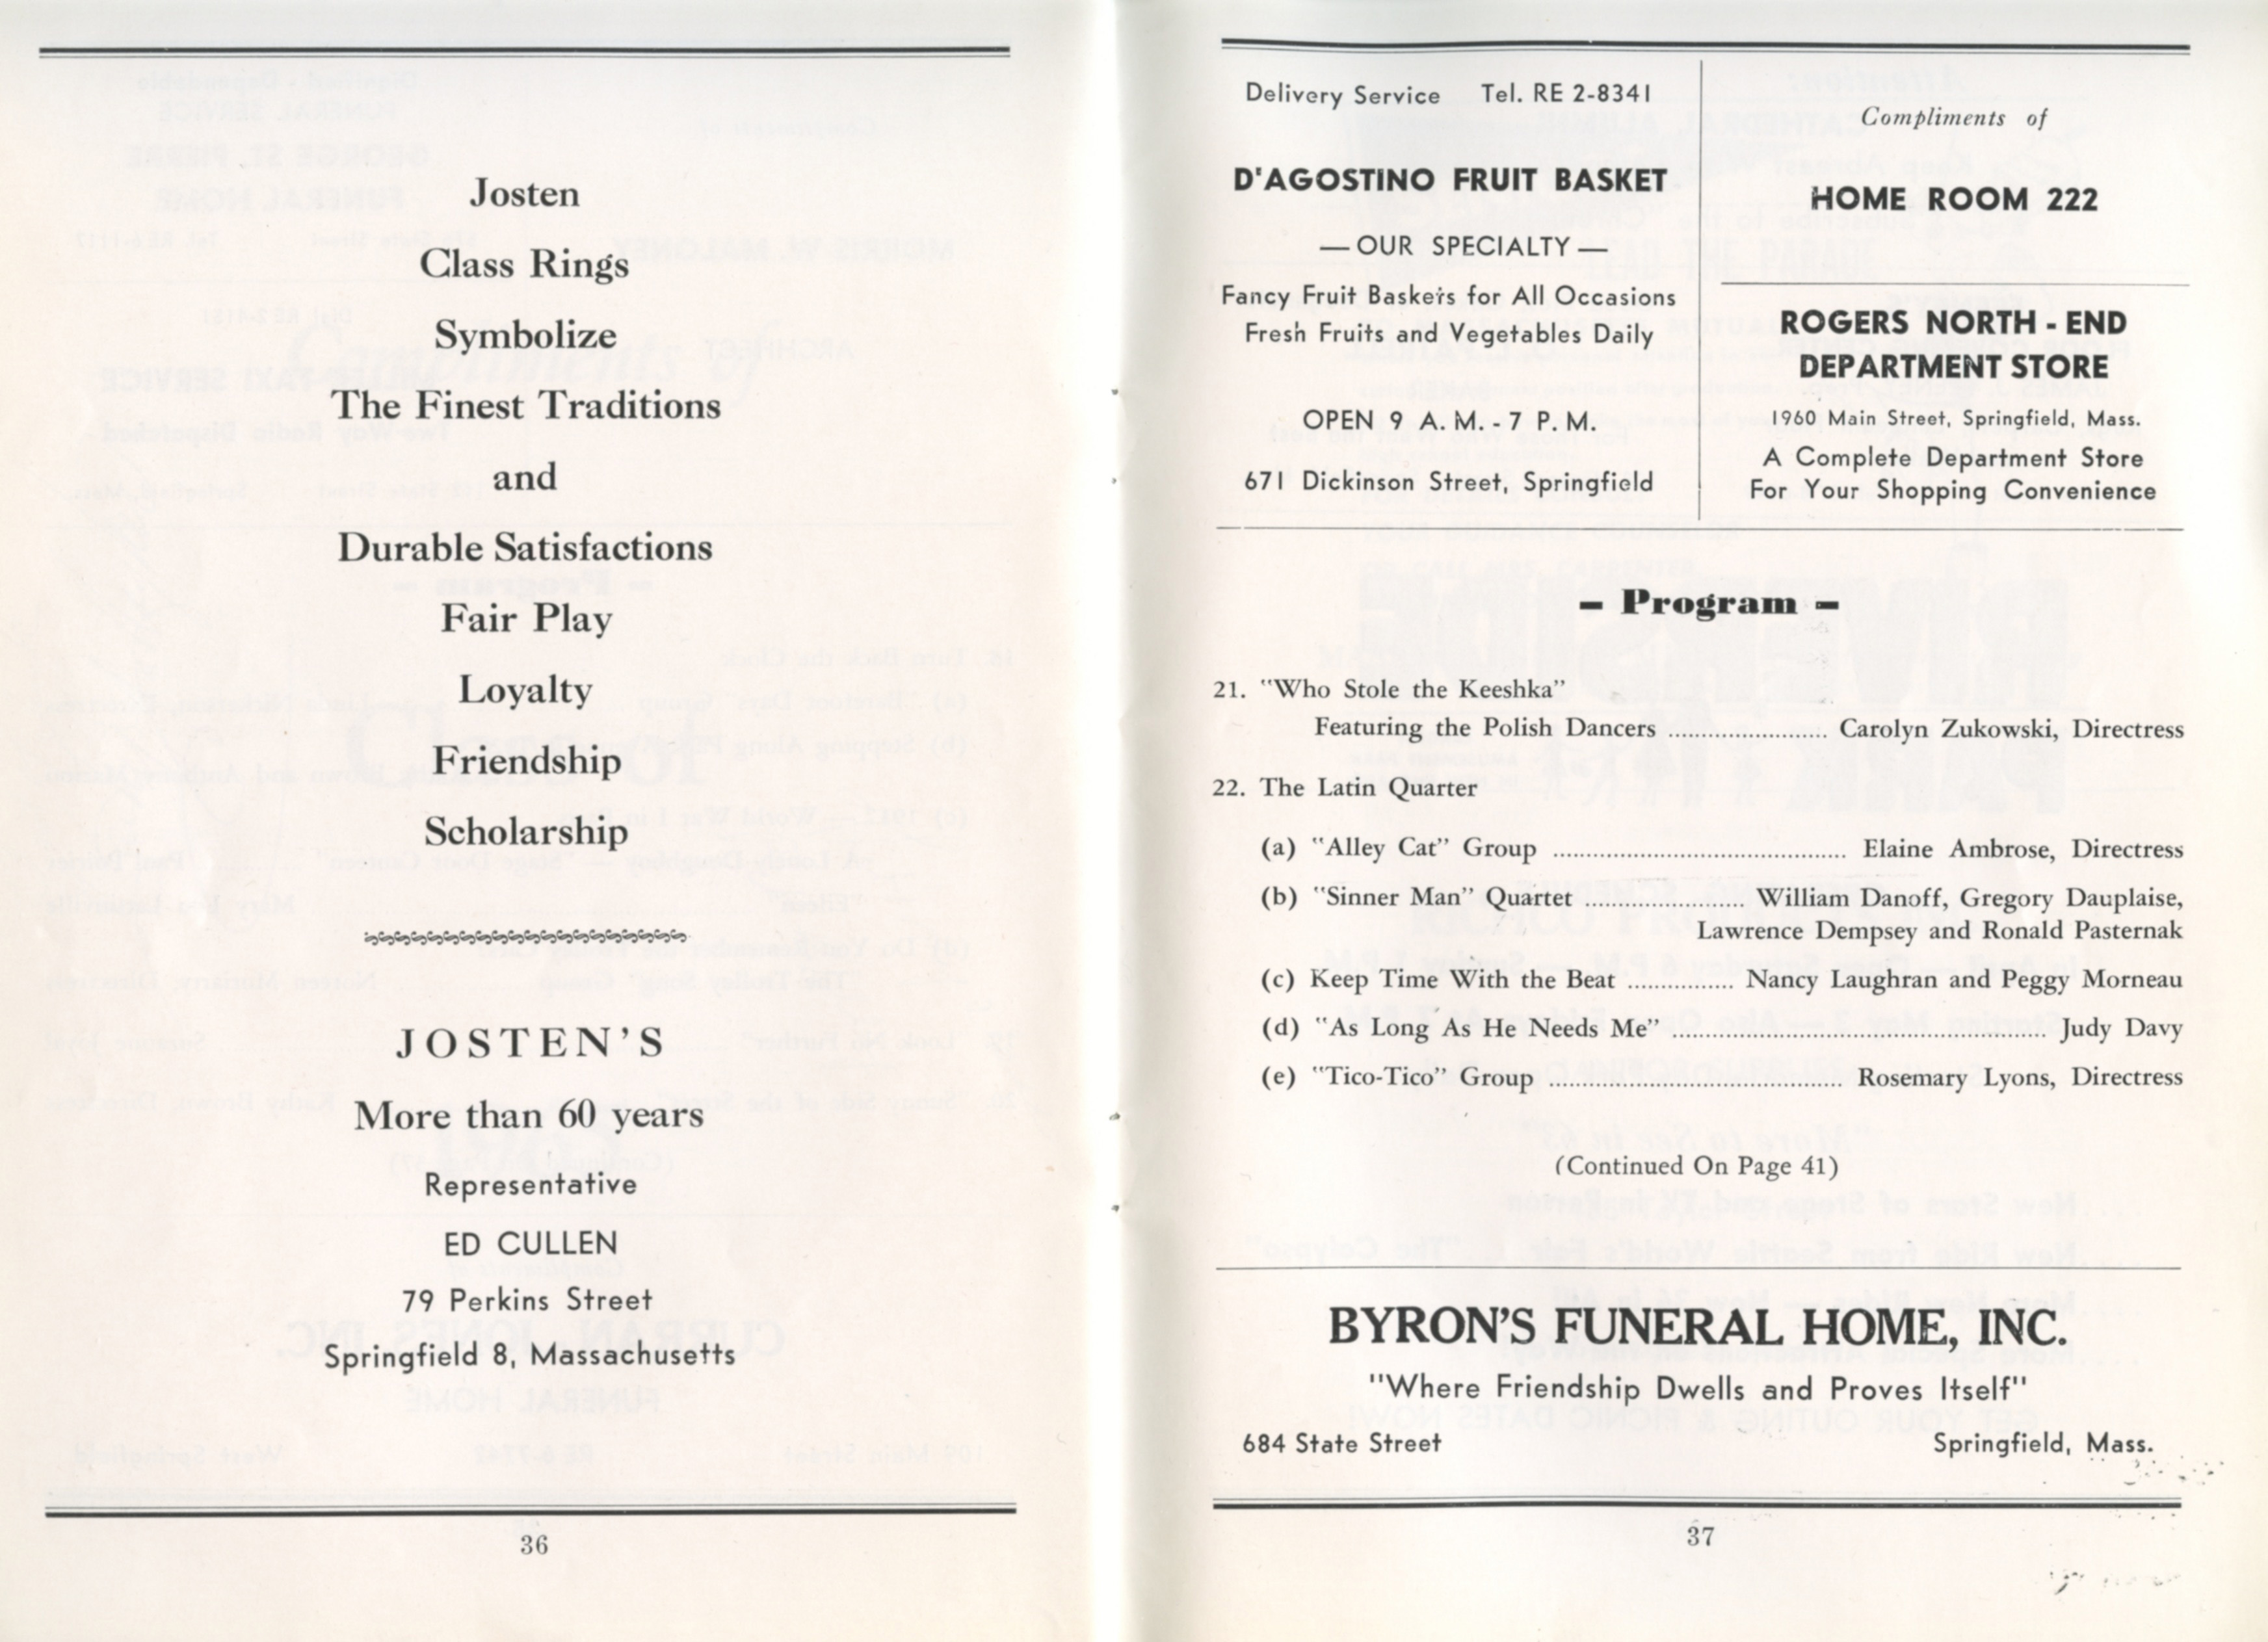 Josten
Class Rings
Symbolize
The Finest Traditions
and
Durable Satisfactions
Fair Play
Loyalty
Friendship
Scholarship
JOSTEN'S
More than 60 years
Representative
ED CULLEN
79 Perkins Street
Springfield 8, Massachusetts
36
Delivery Service Tel. RE 2-8341
D'AGOSTINO FRUIT BASKET
— OUR SPECIALTY —
Fancy Fruit Baskets for All Occasions
Fresh Fruits and Vegetables Daily
OPEN 9 A. M. - 7 P. M.
671 Dickinson Street, Springfield
Compliments of
HOME ROOM 222
ROGERS NORTH - END
DEPARTMENT STORE
1960 Main Street, Springfield, Mass.
A Complete Department Store
For Your Shopping Convenience
– Program –
21. "Who Stole the Keeshka"
Featuring the Polish Dancers ..................... Carolyn Zukowski, Directress
22. The Latin Quarter
(a) "Alley Cat" Group ....................................... Elaine Ambrose, Directress
(b) "Sinner Man" Quartet ..................... William Danoff, Gregory Dauplaise,
Lawrence Dempsey and Ronald Pasternak
(c) Keep Time With the Beat .............. Nancy Laughran and Peggy Morneau
(d) "As Long As He Needs Me".................................................. Judy Davy
(e) "Tico-Tico" Group ....................................... Rosemary Lyons, Directress
(Continued On Page 41)
BYRON'S FUNERAL HOME, INC.
"Where Friendship Dwells and Proves Itself"
684 State Street Springfield, Mass.
37